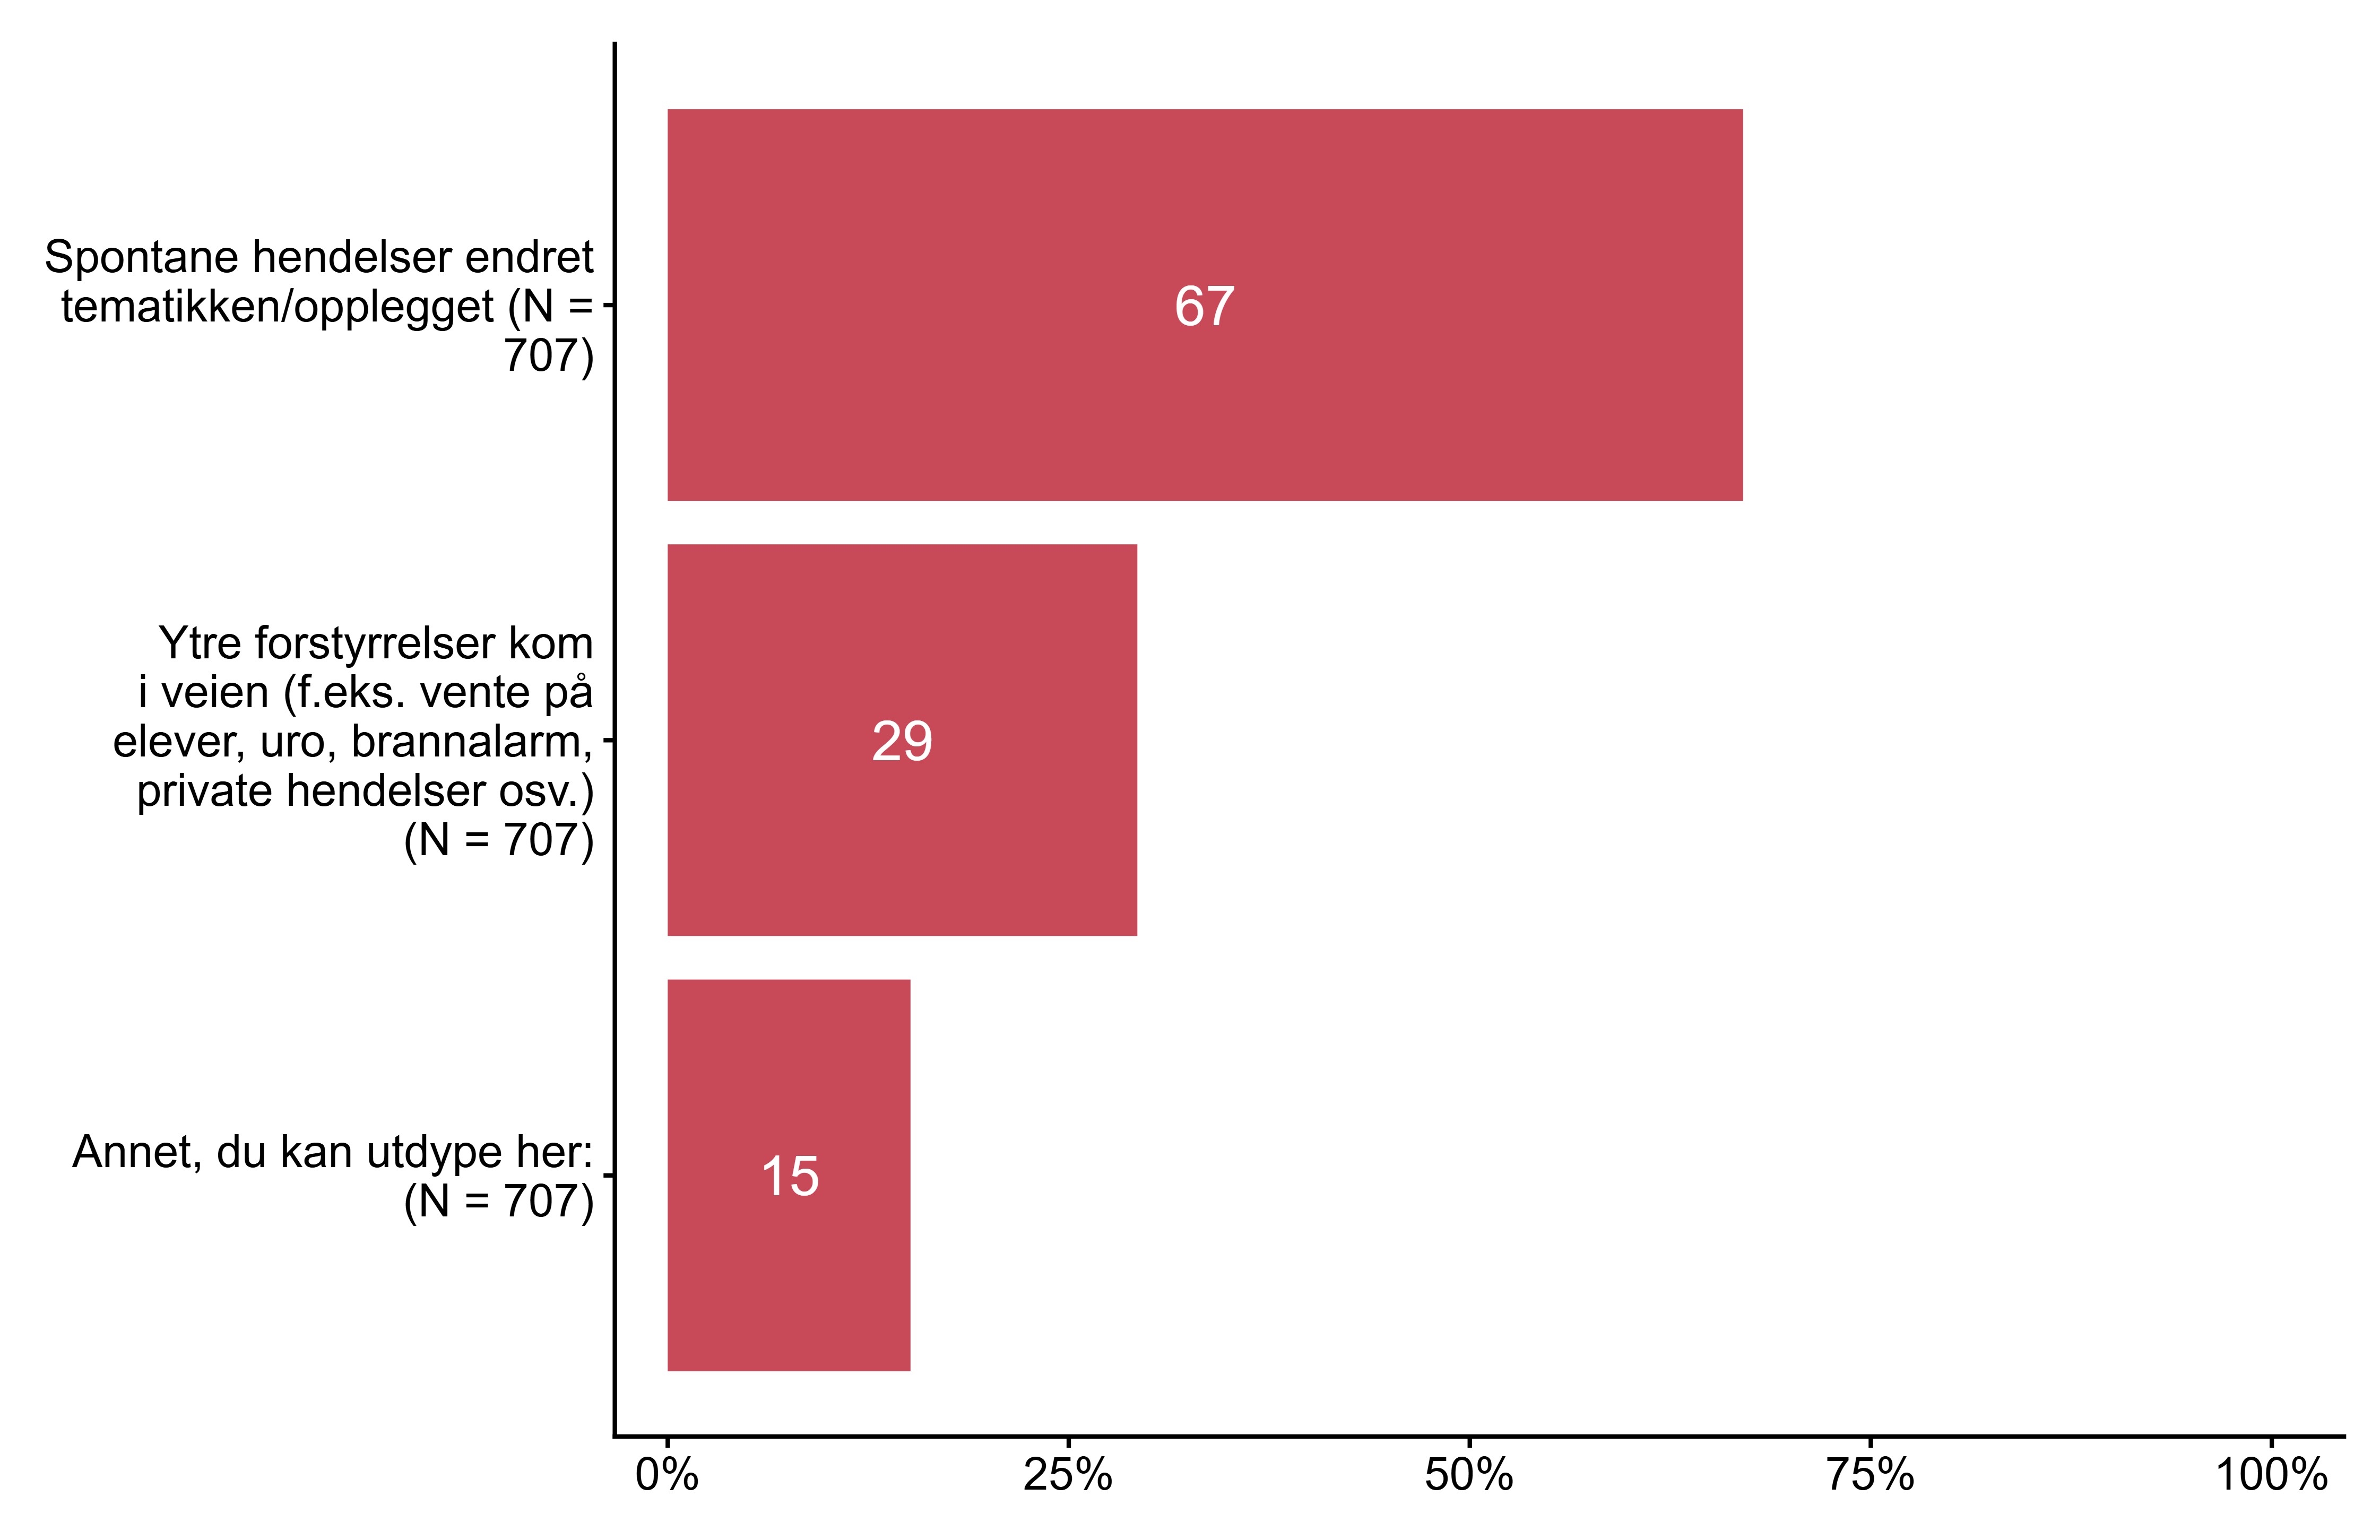 Spontane hendelser endret
tematikken/opplegget (N =
707)
67
Ytre forstyrrelser kom
i veien (f.eks. vente på
elever, uro, brannalarm,
private hendelser osv.)
(N = 707)
29
Annet, du kan utdype her:
(N = 707)
15
0%
25%
50%
75%
100%